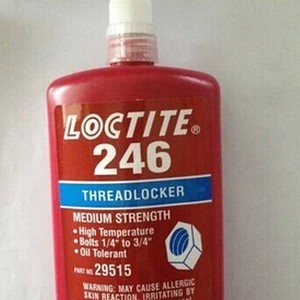 LOCTITE®
246
THREADLOCKER
MEDIUM STRENGTH
• High Temperature
• Bolts 1/4" to 3/4"
• Oil Tolerant
PART NO. 29515
WARNING: MAY CAUSE ALLERGIC
SKIN REACTION, IRRITATING BY